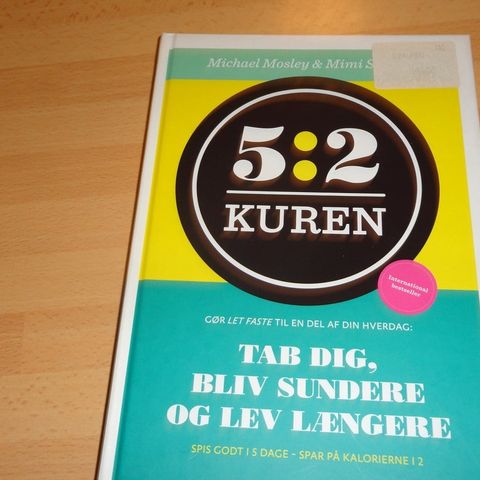 Michael Mosley & Mimi
5:2
KUREN
International
bestseller
GØR LET FASTE TIL EN DEL AF DIN HVERDAG:
TAB DIG,
BLIV SUNDERE
OG LEV LÆNGERE
SPIS GODT I 5 DAGE - SPAR PÅ KALORIERNE I 2